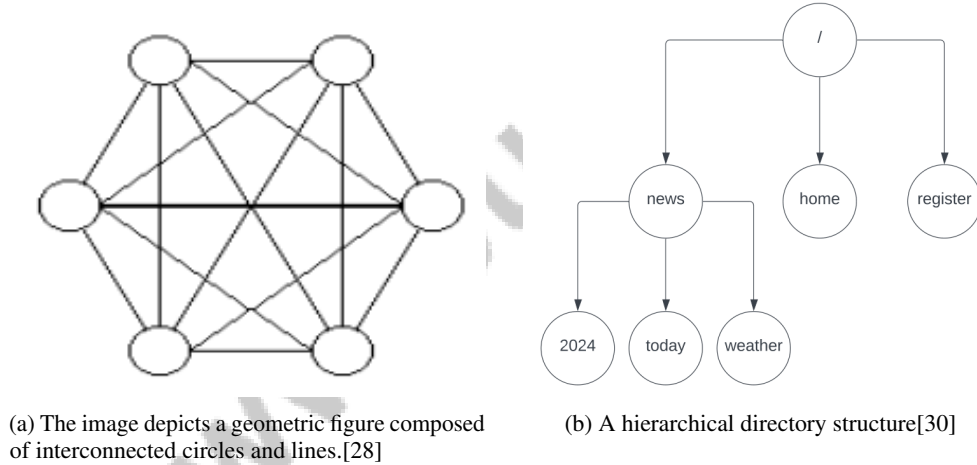 /
news
home
register
2024
today
weather
(a) The image depicts a geometric figure composed
of interconnected circles and lines.[28]
(b) A hierarchical directory structure[30]